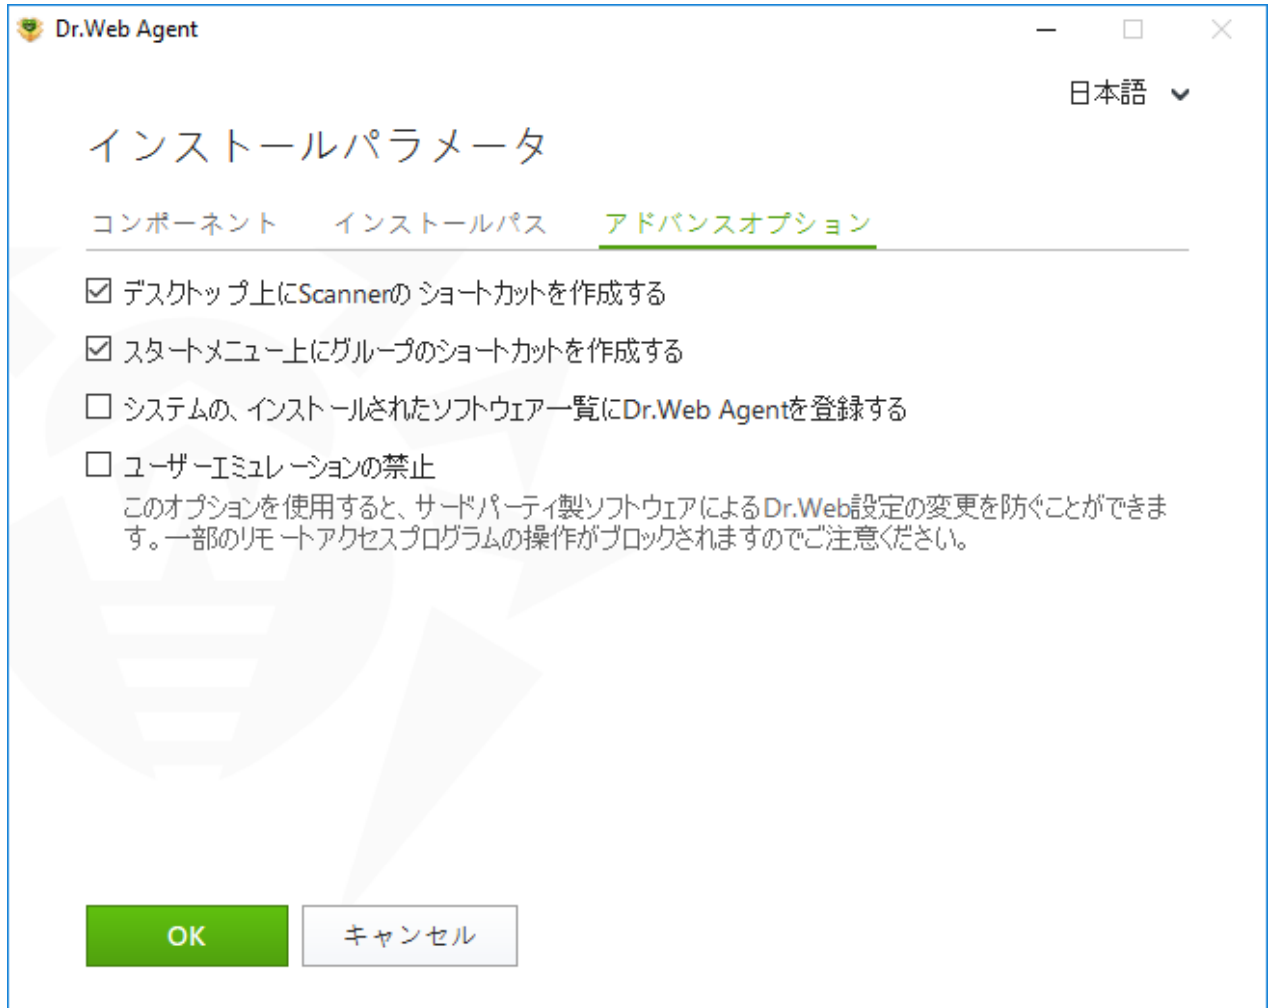 Dr.Web Agent
日本語
インストールパラメータ
コンポーネント インストールパス アドバンスオプション
デスクトップ上にScannerの ショートカットを作成する
スタートメニュー上にグループのショートカットを作成する
システムの、インストールされたソフトウェア一覧にDr.Web Agentを登録する
ユーザーエミュレーションの禁止
このオプションを使用すると、サードパーティ製ソフトウェアによるDr.Web設定の変更を防ぐことができま
す。一部のリモートアクセスプログラムの操作がブロックされますのでご注意ください。
OK キャンセル